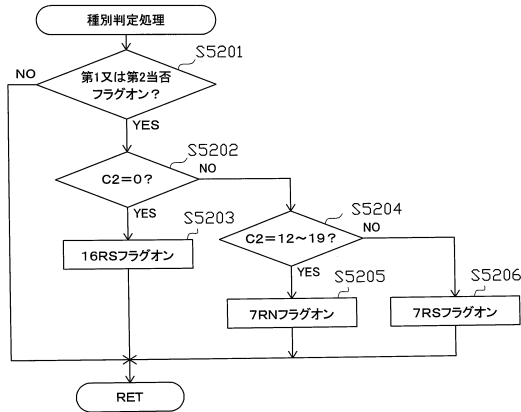 種別判定処理
S5201
NO
第1又は第2当否
フラグオン？
YES
S5202
C2＝0？
NO
YES
S5203
16RSフラグオン
S5204
C2＝12～19？
NO
YES
S5205
7RNフラグオン
S5206
7RSフラグオン
RET